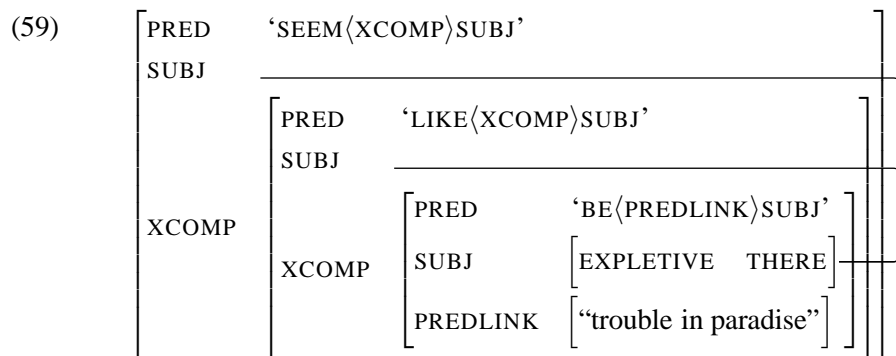 (59) PRED ‘SEEM⟨XCOMP⟩SUBJ’
SUBJ
PRED ‘LIKE⟨XCOMP⟩SUBJ’
SUBJ
PRED ‘BE⟨PREDLINK⟩SUBJ’
XCOMP
XCOMP SUBJ [EXPLETIVE THERE]
PREDLINK [“trouble in paradise”]